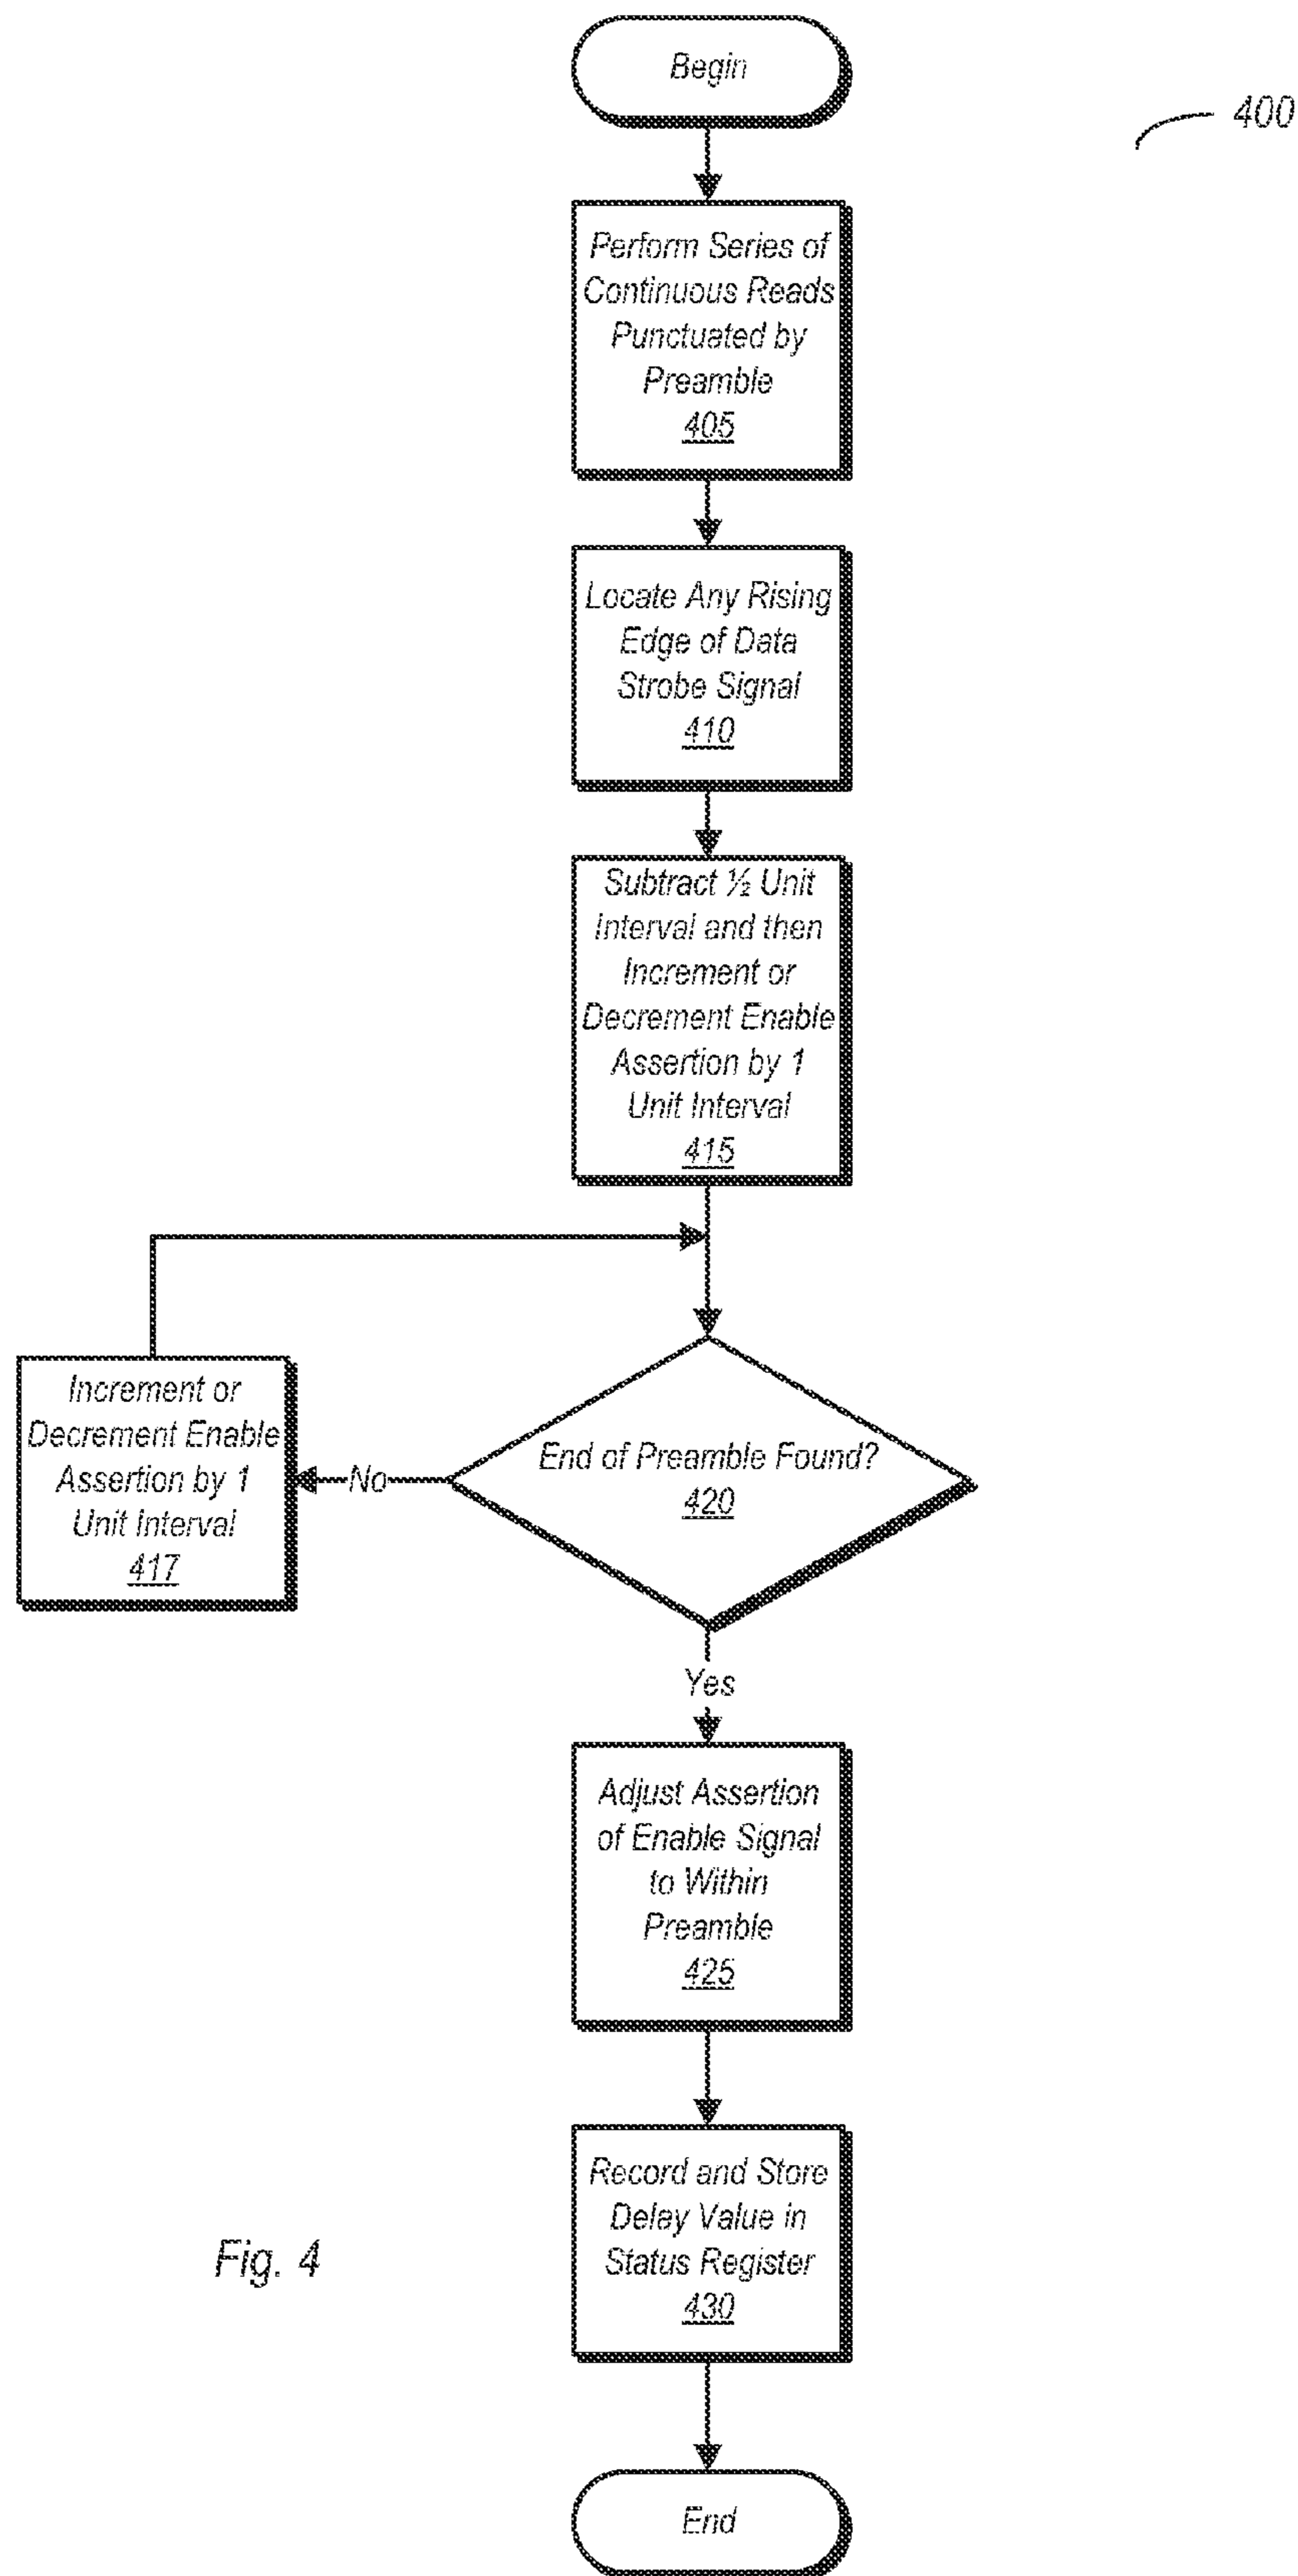 Begin
400
Perform Series of
Continuous Reads
Punctuated by
Preamble
405
Locate Any Rising
Edge of Data
Strobe Signal
410
Subtract ½ Unit
Interval and then
Increment or
Decrement Enable
Assertion by 1
Unit Interval
415
Increment or
Decrement Enable
Assertion by 1
Unit Interval
417
No
End of Preamble Found?
420
Yes
Adjust Assertion
of Enable Signal
to Within
Preamble
425
Record and Store
Delay Value in
Status Register
430
Fig. 4
End